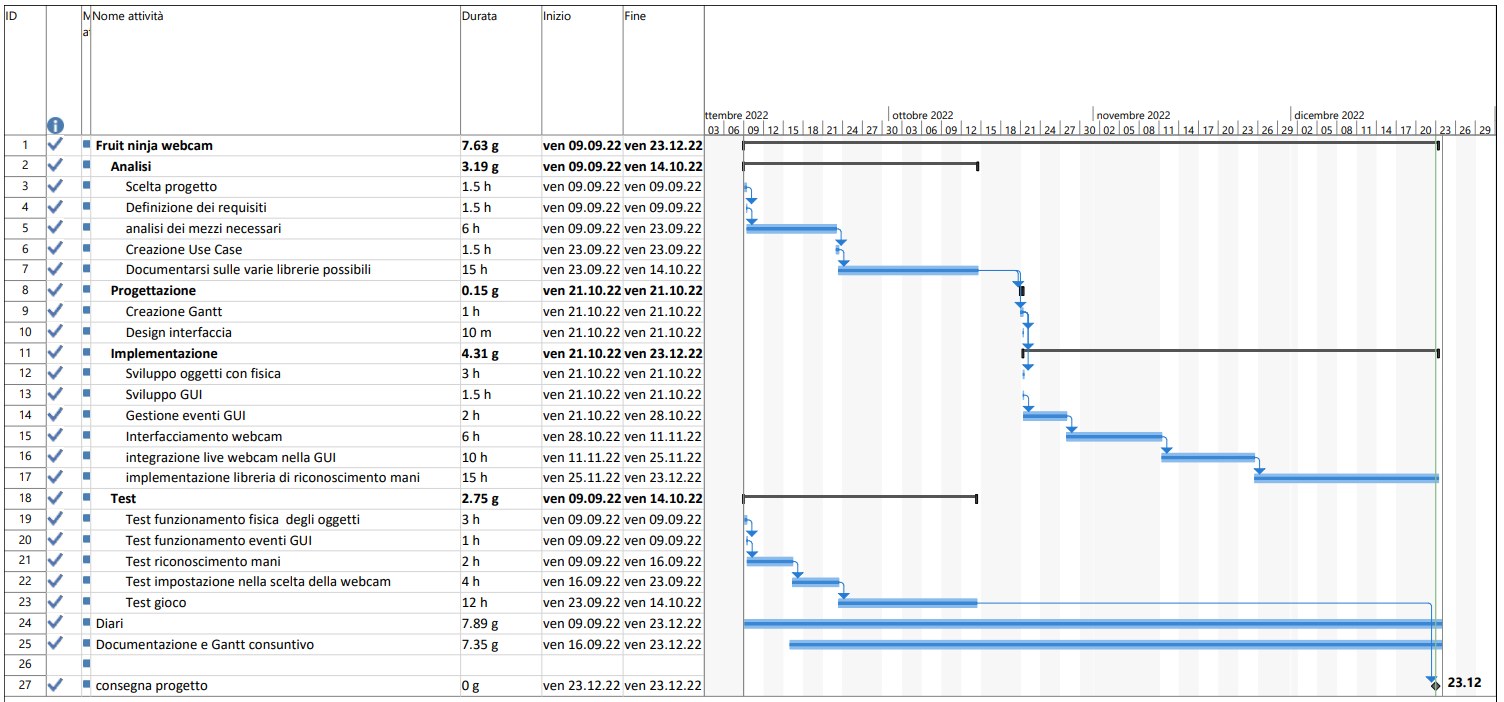 ID M Nome attività Durata Inizio Fine
a
ttembre 2022 ottobre 2022 novembre 2022 dicembre 2022
03 06 09 12 15 18 21 24 27 30 03 06 09 12 15 18 21 24 27 30 02 05 08 11 14 17 20 23 26 29 02 05 08 11 14 17 20 23 26 29
1 Fruit ninja webcam 7.63 g ven 09.09.22 ven 23.12.22
2 Analisi 3.19 g ven 09.09.22 ven 14.10.22
3 Scelta progetto 1.5 h ven 09.09.22 ven 09.09.22
4 Definizione dei requisiti 1.5 h ven 09.09.22 ven 09.09.22
5 analisi dei mezzi necessari 6 h ven 09.09.22 ven 23.09.22
6 Creazione Use Case 1.5 h ven 23.09.22 ven 23.09.22
7 Documentarsi sulle varie librerie possibili 15 h ven 23.09.22 ven 14.10.22
8 Progettazione 0.15 g ven 21.10.22 ven 21.10.22
9 Creazione Gantt 1 h ven 21.10.22 ven 21.10.22
10 Design interfaccia 10 m ven 21.10.22 ven 21.10.22
11 Implementazione 4.31 g ven 21.10.22 ven 23.12.22
12 Sviluppo oggetti con fisica 3 h ven 21.10.22 ven 21.10.22
13 Sviluppo GUI 1.5 h ven 21.10.22 ven 21.10.22
14 Gestione eventi GUI 2 h ven 21.10.22 ven 28.10.22
15 Interfacciamento webcam 6 h ven 28.10.22 ven 11.11.22
16 integrazione live webcam nella GUI 10 h ven 11.11.22 ven 25.11.22
17 implementazione libreria di riconoscimento mani 15 h ven 25.11.22 ven 23.12.22
18 Test 2.75 g ven 09.09.22 ven 14.10.22
19 Test funzionamento fisica degli oggetti 3 h ven 09.09.22 ven 09.09.22
20 Test funzionamento eventi GUI 1 h ven 09.09.22 ven 09.09.22
21 Test riconoscimento mani 2 h ven 09.09.22 ven 16.09.22
22 Test impostazione nella scelta della webcam 4 h ven 16.09.22 ven 23.09.22
23 Test gioco 12 h ven 23.09.22 ven 14.10.22
24 Diari 7.89 g ven 09.09.22 ven 23.12.22
25 Documentazione e Gantt consuntivo 7.35 g ven 16.09.22 ven 23.12.22
26
27 consegna progetto 0 g ven 23.12.22 ven 23.12.22 23.12